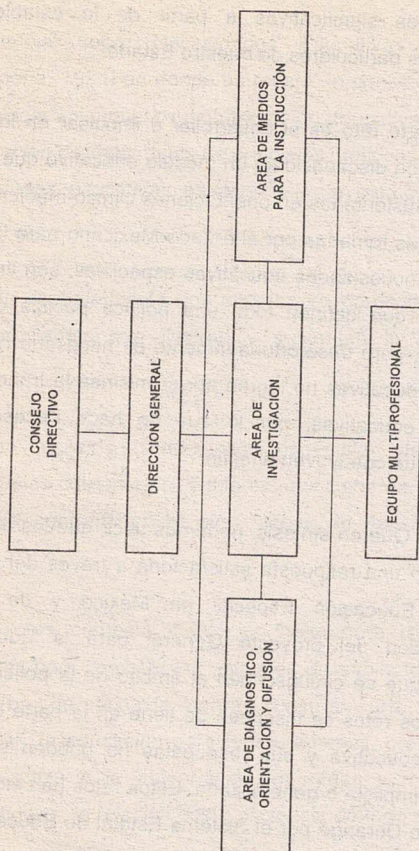 CONSEJO
DIRECTIVO
DIRECCION GENERAL
AREA DE DIAGNOSTICO,
ORIENTACION Y DIFUSION
AREA DE
INVESTIGACION
AREA DE MEDIOS
PARA LA INSTRUCCIÓN
EQUIPO MULTIPROFESIONAL